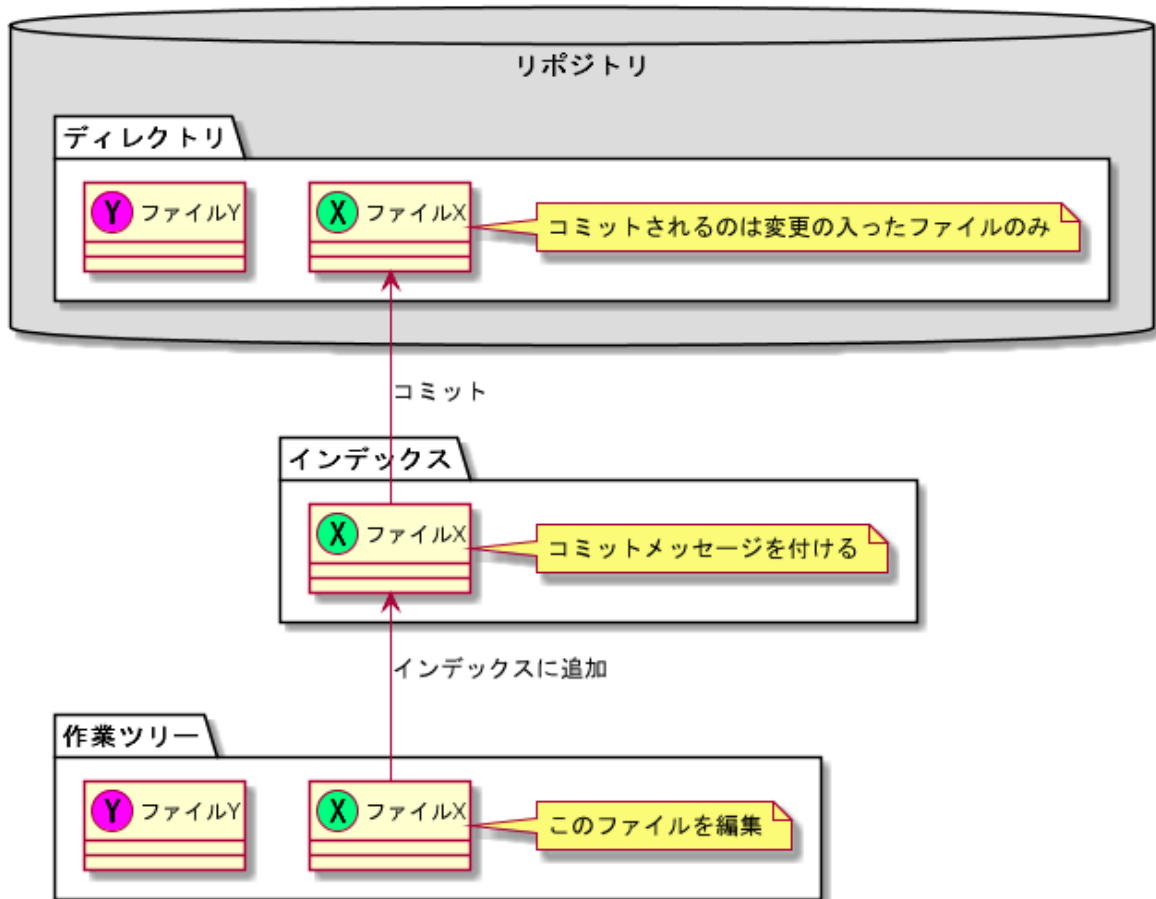 リポジトリ
ディレクトリ
Y ファイルY
X ファイルX
コミットされるのは変更の入ったファイルのみ
コミット
インデックス
X ファイルX
コミットメッセージを付ける
インデックスに追加
作業ツリー
Y ファイルY
X ファイルX
このファイルを編集